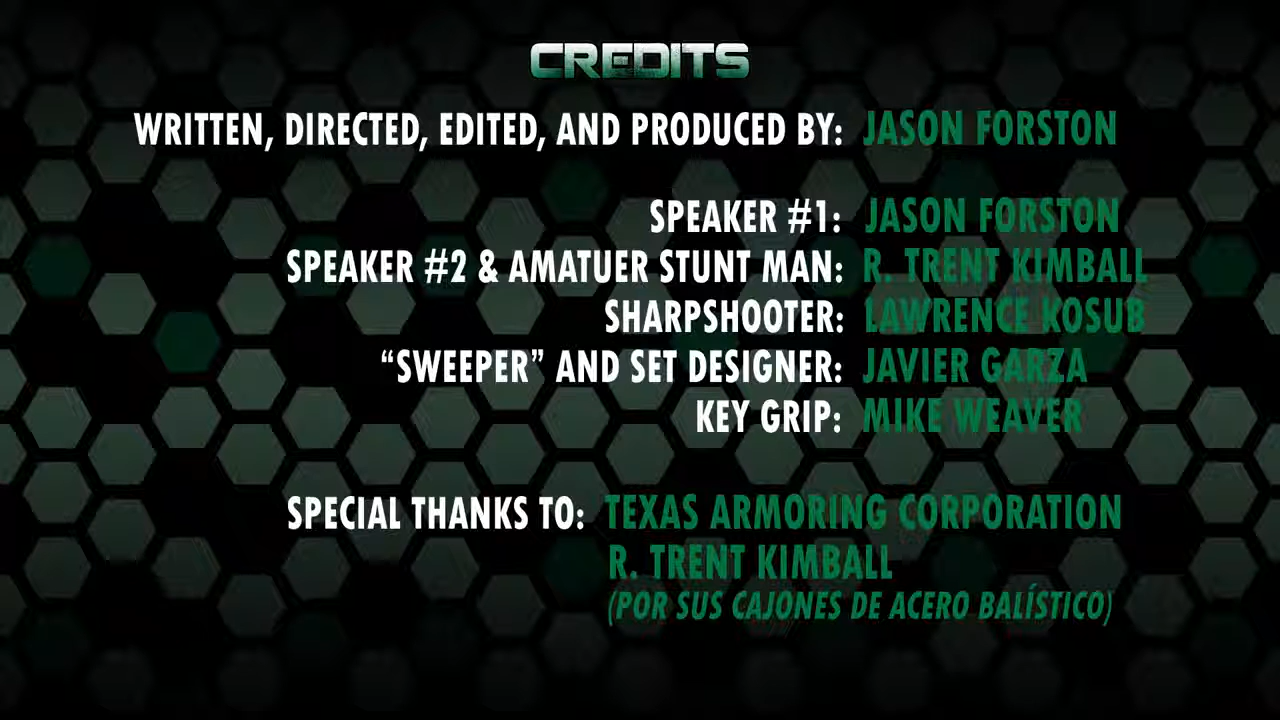 CREDITS
WRITTEN, DIRECTED, EDITED, AND PRODUCED BY: JASON FORSTON
SPEAKER #1: JASON FORSTON
SPEAKER #2 & AMATUER STUNT MAN: R. TRENT KIMBALL
SHARPSHOOTER: LAWRENCE KOSUB
“SWEEPER” AND SET DESIGNER: JAVIER GARZA
KEY GRIP: MIKE WEAVER
SPECIAL THANKS TO: TEXAS ARMORING CORPORATION
R. TRENT KIMBALL
(POR SUS CAJONES DE ACERO BALÍSTICO)